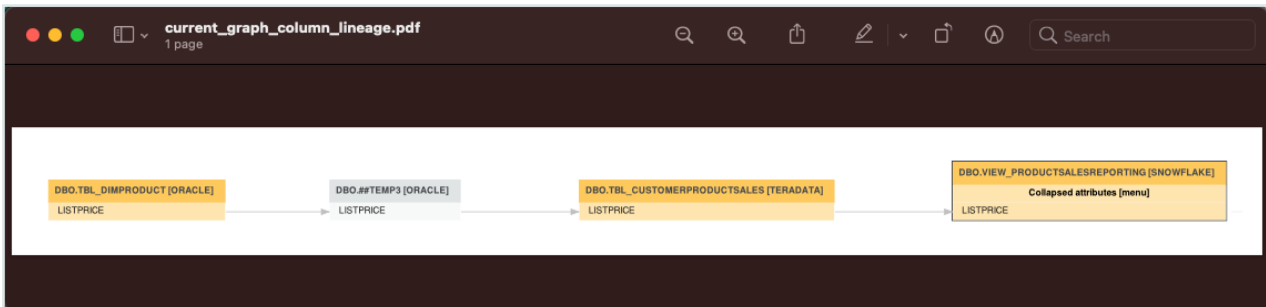 current_graph_column_lineage.pdf
1 page
Search
DBO.VIEW_PRODUCTSALESREPORTING [SNOWFLAKE]
DBO.TBL_DIMPRODUCT [ORACLE]
DBO.##TEMP3 [ORACLE]
DBO.TBL_CUSTOMERPRODUCTSALES [TERADATA]
Collapsed attributes [menu]
LISTPRICE
LISTPRICE
LISTPRICE
LISTPRICE